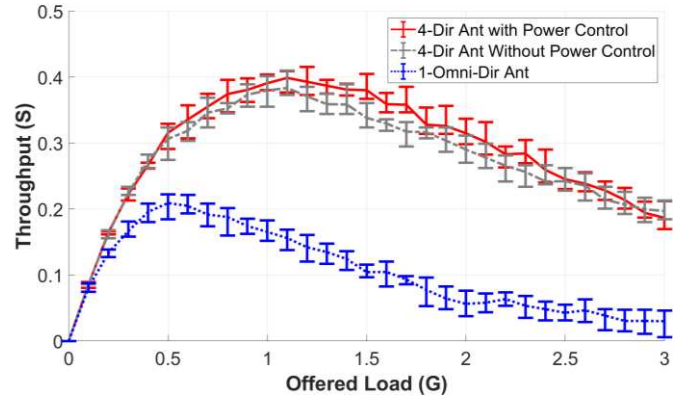 0.5
0.4
0.3
0.2
0.1
0
Throughput (S)
4-Dir Ant with Power Control
4-Dir Ant Without Power Control
1-Omni-Dir Ant
0 0.5 1 1.5 2 2.5 3
Offered Load (G)